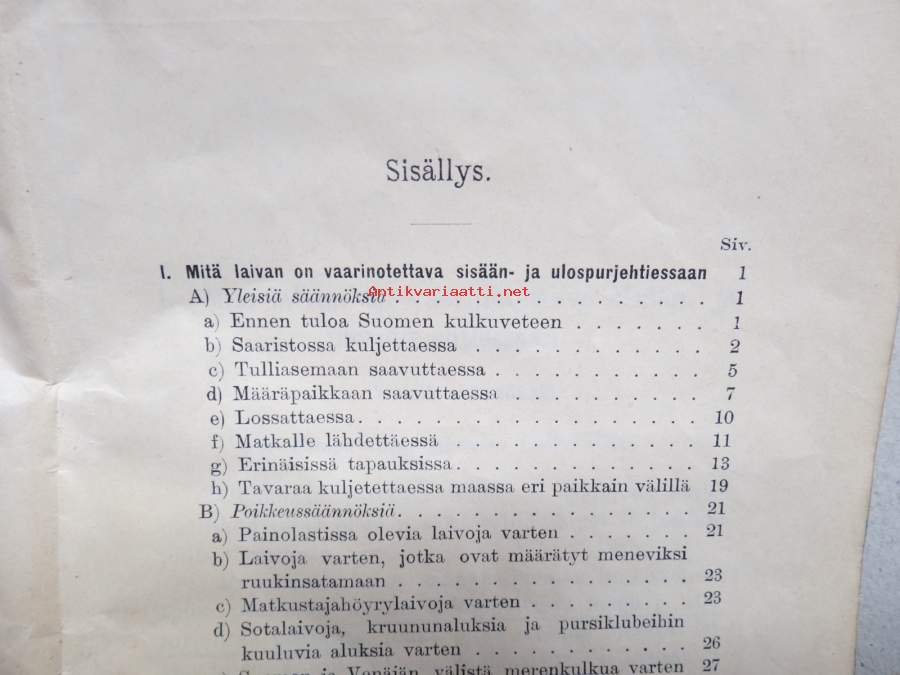 Sisällys.
Siv.
I. Mitä laivan on vaarinotettava sisään- ja ulospurjehtiessaan 1
Antikvariaatti.net
A) Yleisiä säännöksiä . . . . . . . . . . . . . . . . 1
a) Ennen tuloa Suomen kulkuveteen . . . . . . . 1
b) Saaristossa kuljettaessa . . . . . . . . . . . . 2
c) Tulliasemaan saavuttaessa . . . . . . . . . . . 5
d) Määräpaikkaan saavuttaessa . . . . . . . . . . 7
e) Lossattaessa. . . . . . . . . . . . . . . . . 10
f) Matkalle lähdettäessä . . . . . . . . . . . . . 11
g) Erinäisissä tapauksissa. . . . . . . . . . . . . 13
h) Tavaraa kuljetettaessa maassa eri paikkain välillä 19
B) Poikkeussäännöksiä. . . . . . . . . . . . . . . 21
a) Painolastissa olevia laivoja varten . . . . . . . 21
b) Laivoja varten, jotka ovat määrätyt meneviksi
ruukinsatamaan . . . . . . . . . . . . . . . 23
c) Matkustajahöyrylaivoja varten . . . . . . . . . 23
d) Sotalaivoja, kruununaluksia ja pursiklubeihin
kuuluvia aluksia varten . . . . . . . . . . . 26
Suomen ja Venäjän välistä merenkulkua varten 27